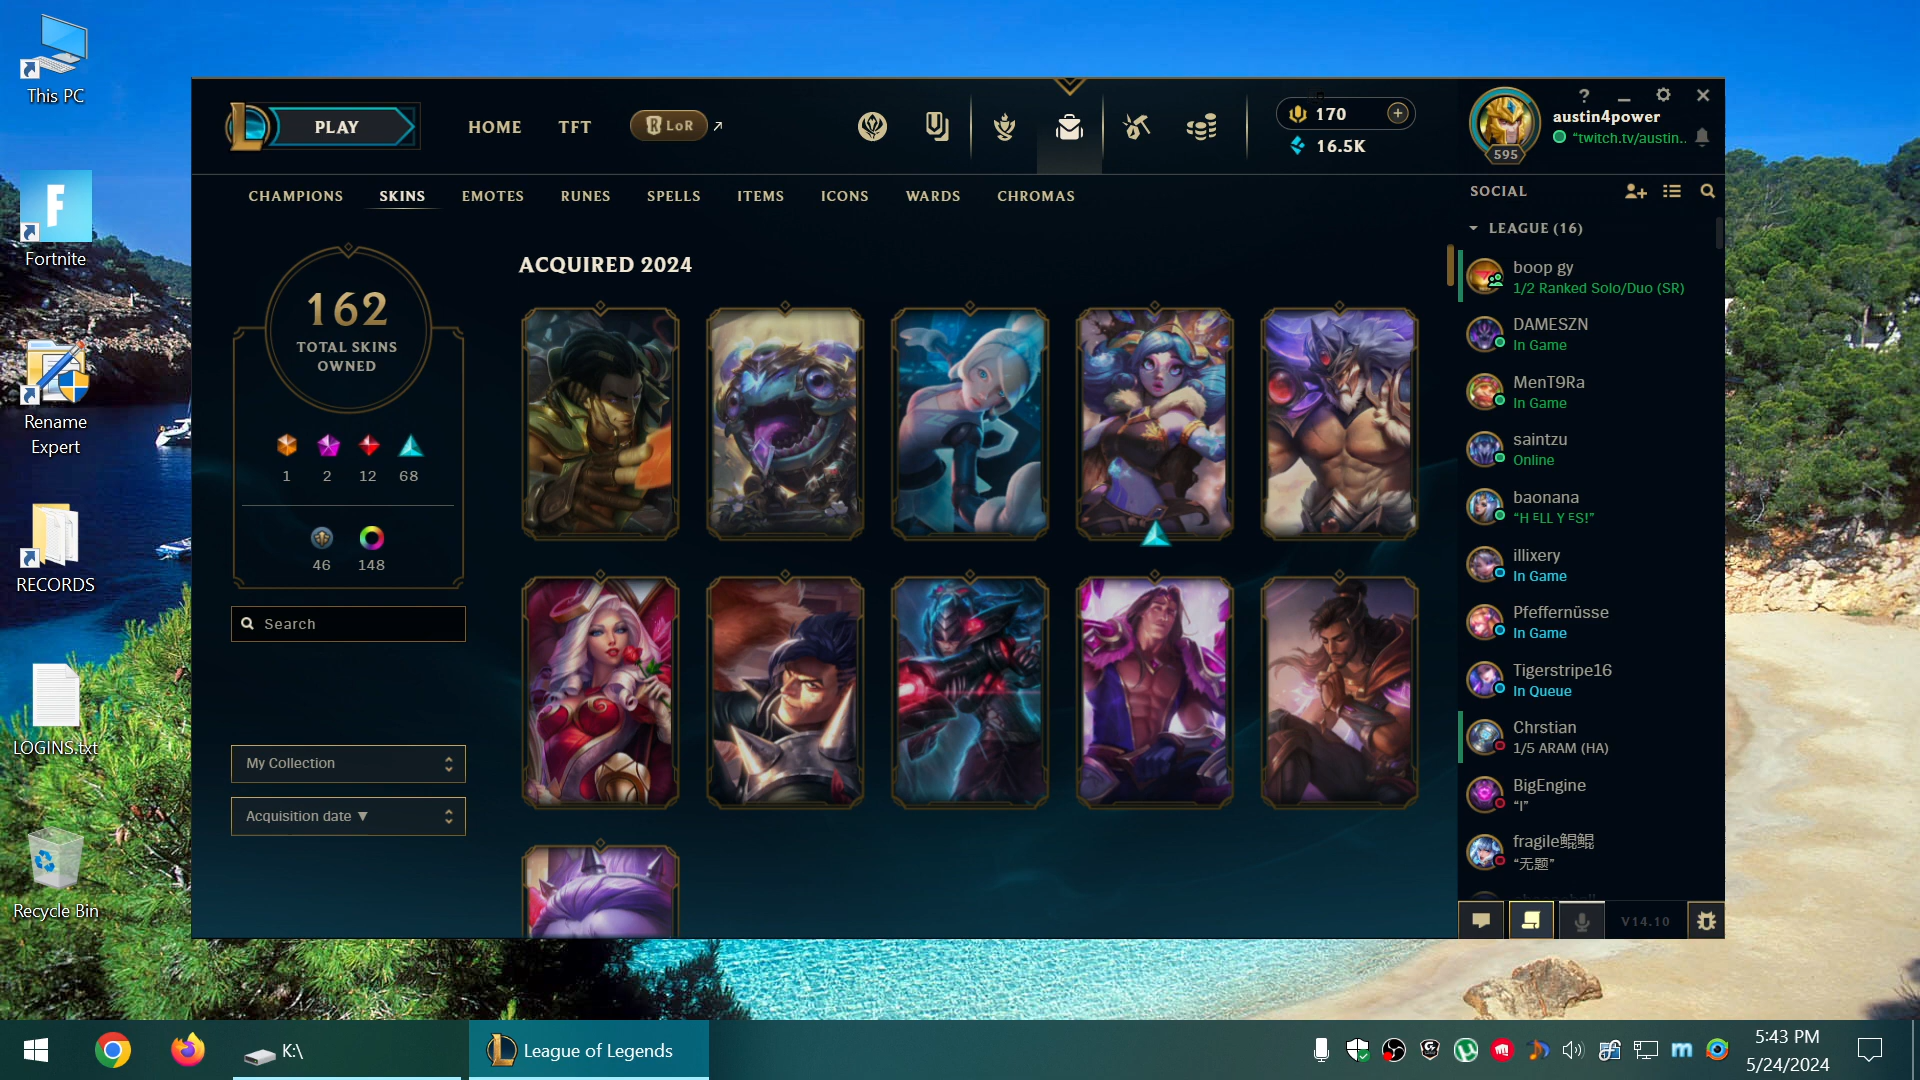 This PC
Fortnite
Rename
Expert
RECORDS
LOGINS.txt
Recycle Bin
PLAY
HOME
TFT
LoR
170
16.5K
595
austin4power
“twitch.tv/austin..
CHAMPIONS
SKINS
EMOTES
RUNES
SPELLS
ITEMS
ICONS
WARDS
CHROMAS
162
TOTAL SKINS
OWNED
1
2
12
68
46
148
Search
My Collection
Acquisition date ▼
ACQUIRED 2024
SOCIAL
LEAGUE (16)
boop gy
1/2 Ranked Solo/Duo (SR)
DAMESZN
In Game
MenT9Ra
In Game
saintzu
Online
baonana
“H ᴱLL Y ᴱS!”
illixery
In Game
Pfeffernüsse
In Game
Tigerstripe16
In Queue
Chrstian
1/5 ARAM (HA)
BigEngine
“I”
fragile鲲鲲
“无题”
V14.10
K:\
League of Legends
5:43 PM
5/24/2024